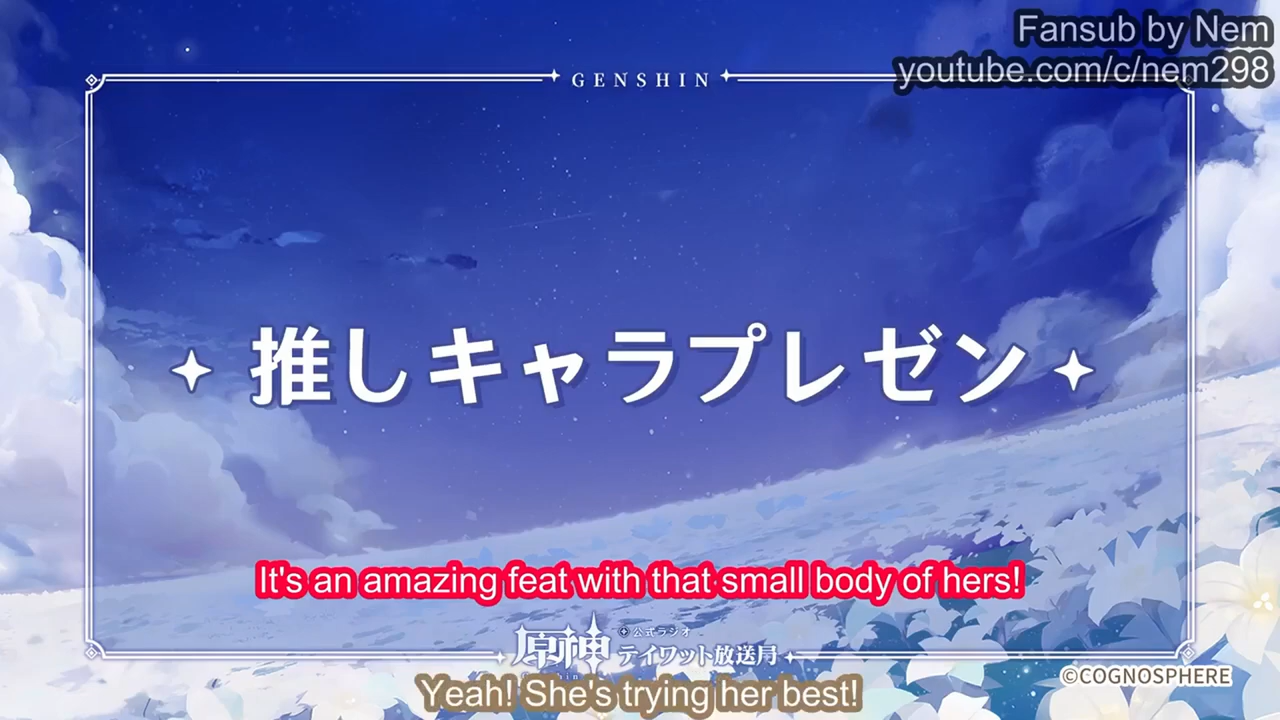 Fansub by Nem
youtube.com/c/nem298
GENSHIN
推しキャラプレゼン
It's an amazing feat with that small body of hers!
原神
公式ラジオ
テイワット放送局
©COGNOSPHERE
Yeah! She's trying her best!